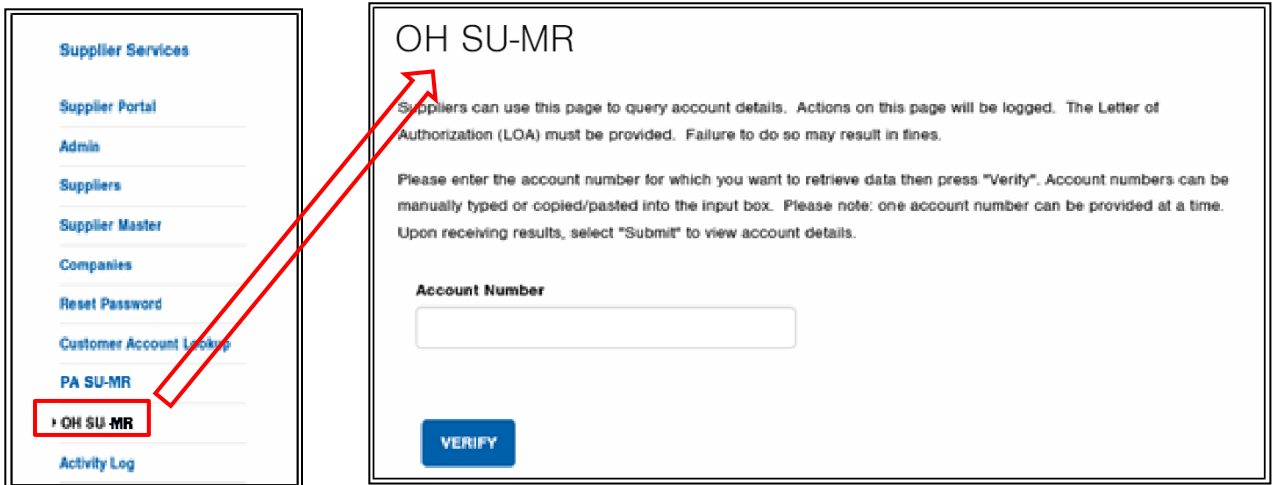 Supplier Services
Supplier Portal
Admin
Suppliers
Supplier Master
Companies
Reset Password
Customer Account Lookup
PA SU-MR
OH SU-MR
Activity Log
OH SU-MR
Suppliers can use this page to query account details. Actions on this page will be logged. The Letter of
Authorization (LOA) must be provided. Failure to do so may result in fines.
Please enter the account number for which you want to retrieve data then press "Verify". Account numbers can be
manually typed or copied/pasted into the input box. Please note: one account number can be provided at a time.
Upon receiving results, select "Submit" to view account details.
Account Number
VERIFY